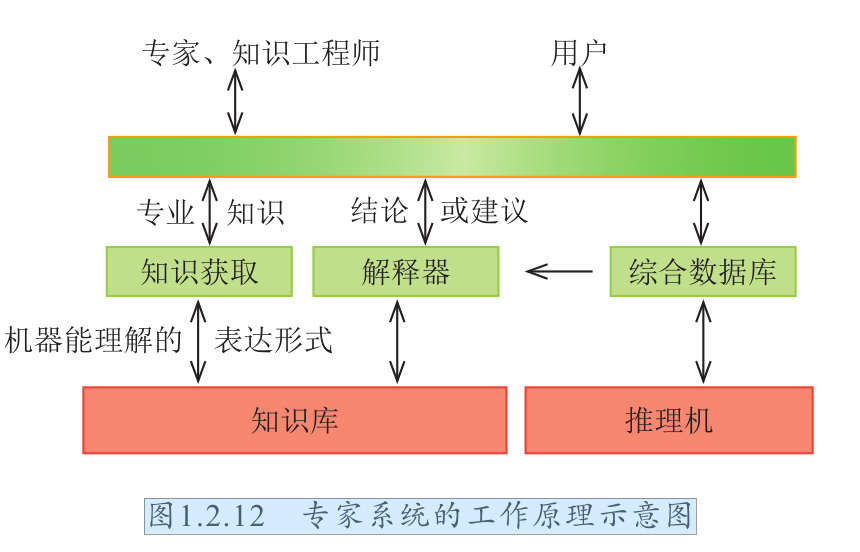 专家、知识工程师
用户
专业 知识
结论 或建议
知识获取
解释器
综合数据库
机器能理解的 表达形式
知识库
推理机
图1.2.12 专家系统的工作原理示意图